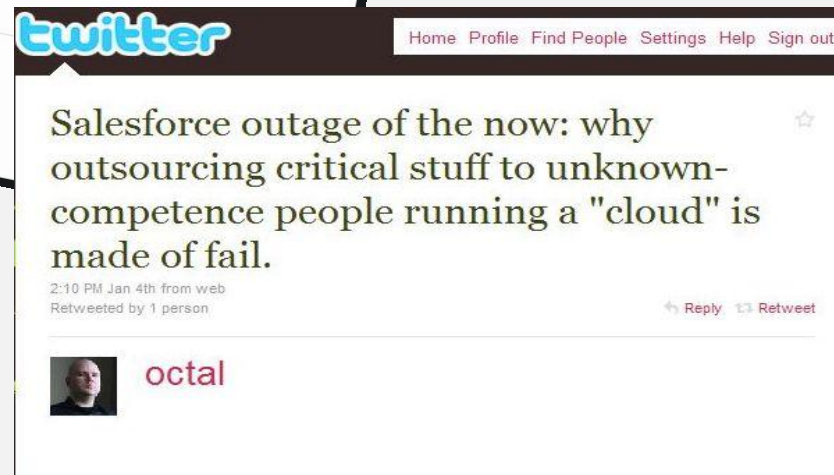 twitter
Home Profile Find People Settings Help Sign out
Salesforce outage of the now: why
outsourcing critical stuff to unknown-
competence people running a "cloud" is
made of fail.
2:10 PM Jan 4th from web
Retweeted by 1 person
Reply Retweet
octal